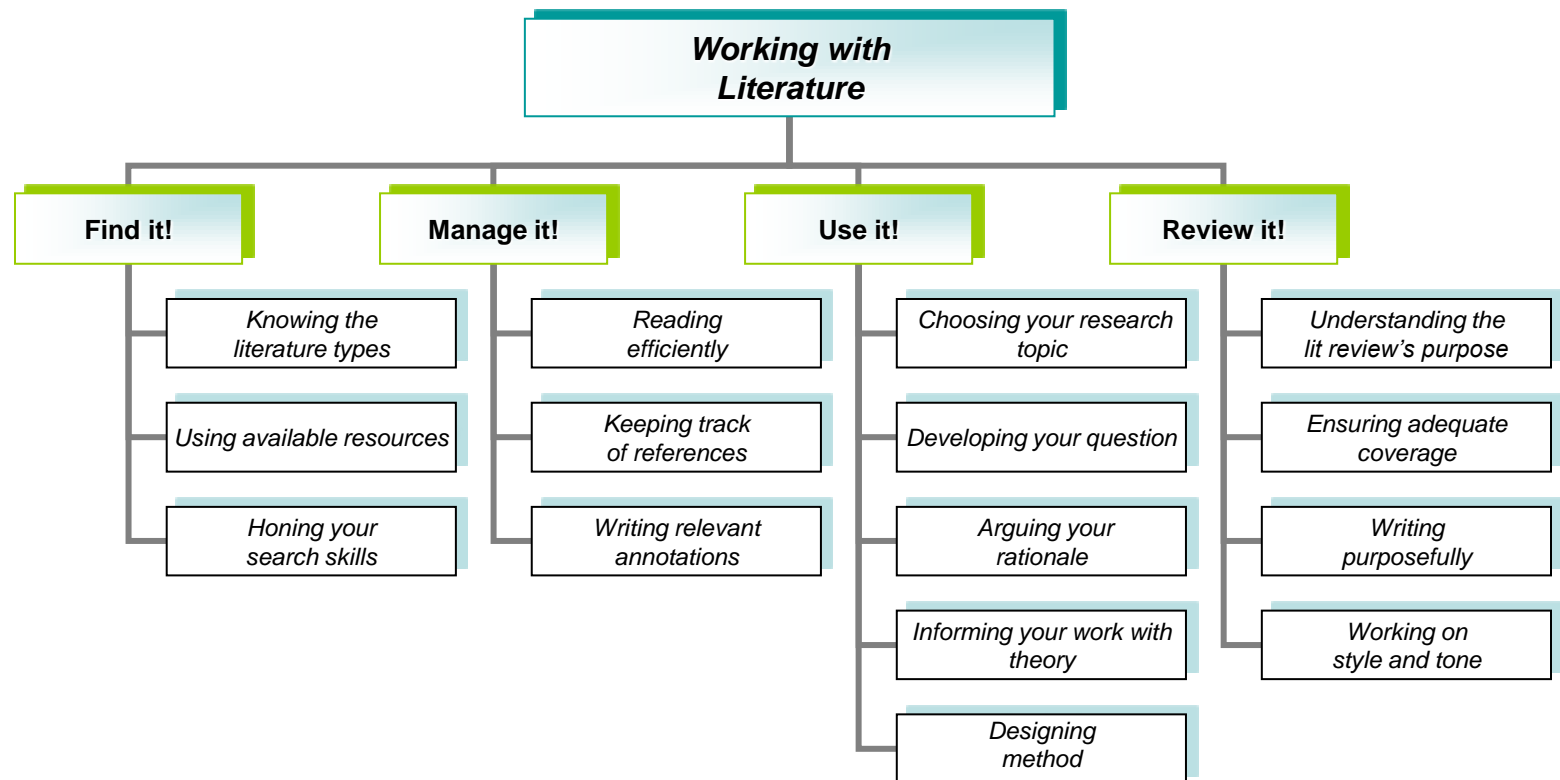 Working with
Literature
Find it!
Manage it!
Use it!
Review it!
Knowing the
literature types
Using available resources
Honing your
search skills
Reading
efficiently
Keeping track
of references
Writing relevant
annotations
Choosing your research
topic
Developing your question
Arguing your
rationale
Informing your work with
theory
Designing
method
Understanding the
lit review’s purpose
Ensuring adequate
coverage
Writing
purposefully
Working on
style and tone